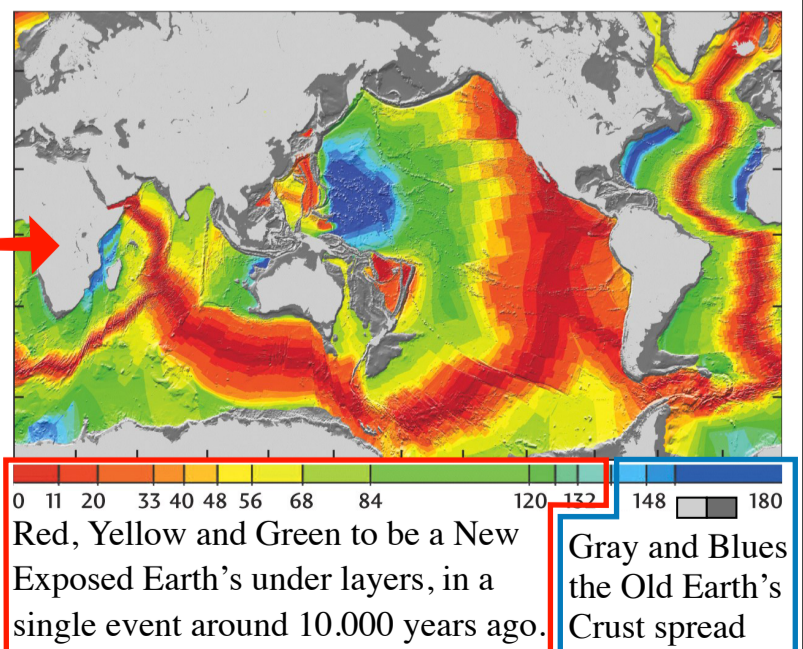 0 11 20 33 40 48 56 68 84 120 132 148 180
Red, Yellow and Green to be a New
Exposed Earth's under layers, in a
single event around 10.000 years ago.
Gray and Blues
the Old Earth's
Crust spread